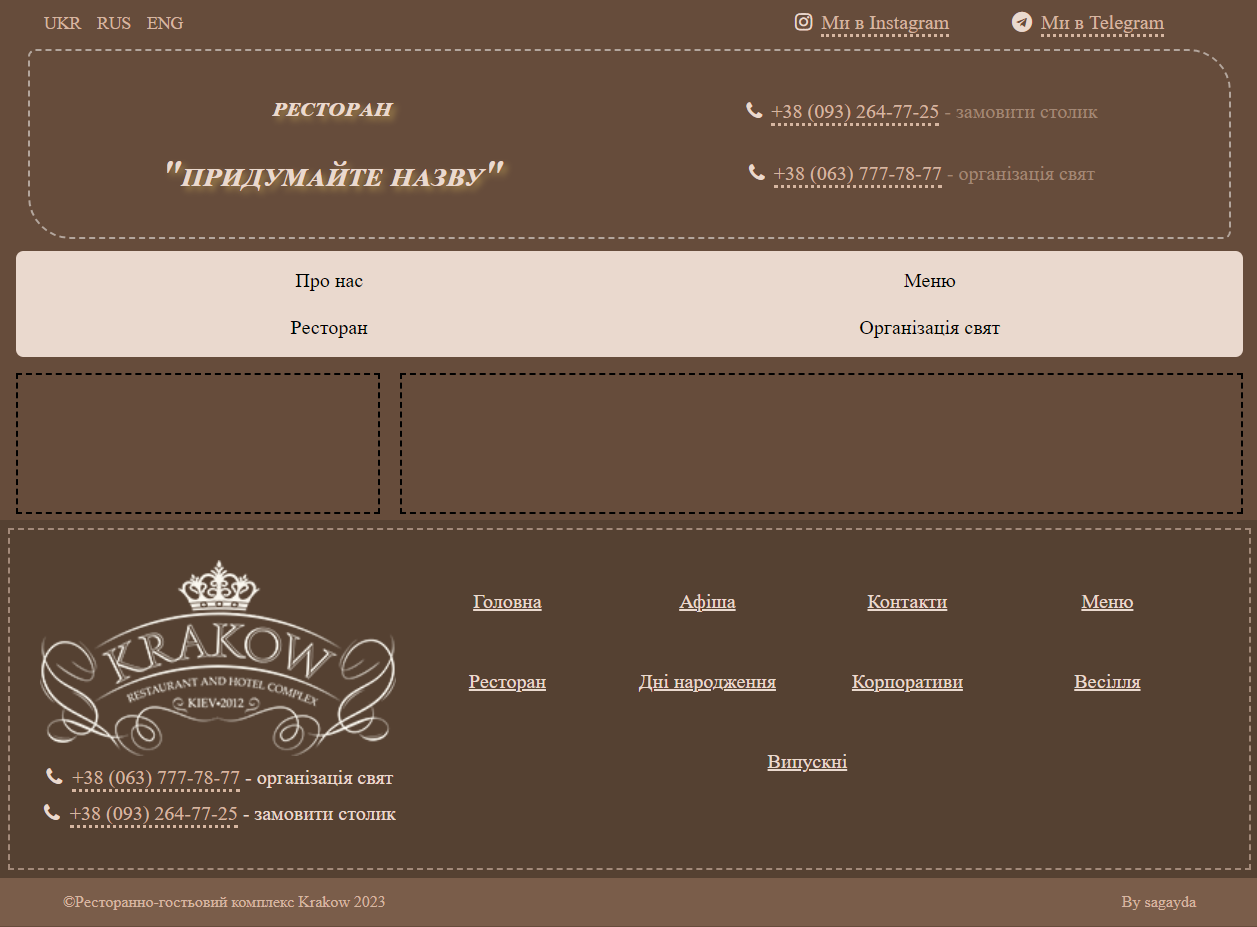 UKR RUS ENG Ми в Instagram Ми в Telegram
РЕСТОРАН
+38 (093) 264-77-25 - замовити столик
"ПРИДУМАЙТЕ НАЗВУ"
+38 (063) 777-78-77 - організація свят
Про нас Меню
Ресторан Організація свят
KRAKOW
RESTAURANT AND HOTEL COMPLEX
KIEV•2012
Головна Афіша Контакти Меню
Ресторан Дні народження Корпоративи Весілля
Випускні
+38 (063) 777-78-77 - організація свят
+38 (093) 264-77-25 - замовити столик
©Ресторанно-гостьовий комплекс Krakow 2023 By sagayda